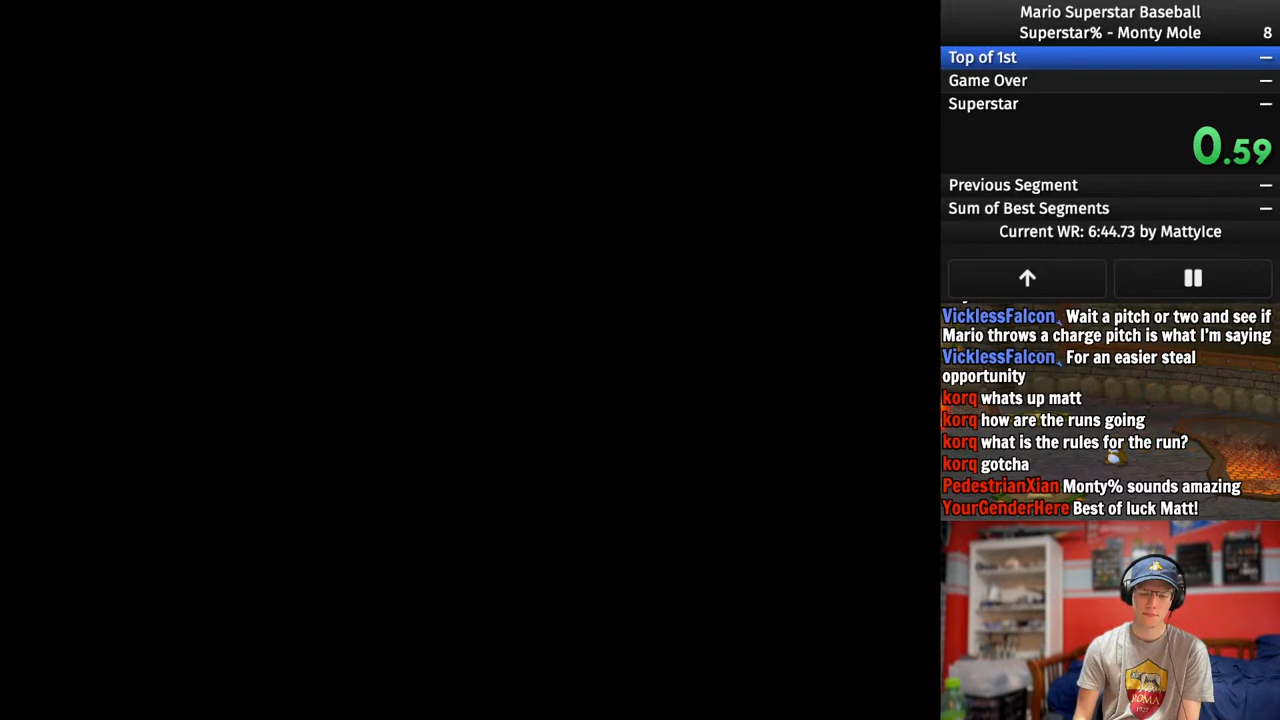 Mario Superstar Baseball
Superstar% - Monty Mole 8
Top of 1st —
Game Over —
Superstar —
0.59
Previous Segment —
Sum of Best Segments —
Current WR: 6:44.73 by MattyIce
VicklessFalcon Wait a pitch or two and see if
Mario throws a charge pitch is what I'm saying
VicklessFalcon For an easier steal
opportunity
korq whats up matt
korq how are the runs going
korq what is the rules for the run?
korq gotcha
PedestrianXian Monty% sounds amazing
YourGenderHere Best of luck Matt!
ROMA
1927